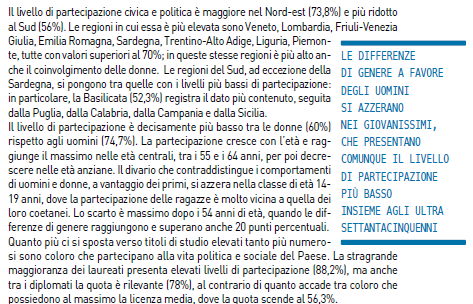 Il livello di partecipazione civica e politica è maggiore nel Nord-est (73,8%) e più ridotto
al Sud (56%). Le regioni in cui essa è più elevata sono Veneto, Lombardia, Friuli-Venezia
Giulia, Emilia Romagna, Sardegna, Trentino-Alto Adige, Liguria, Piemon-
te, tutte con valori superiori al 70%; in queste stesse regioni è più alto an-
che il coinvolgimento delle donne. Le regioni del Sud, ad eccezione della
Sardegna, si pongono tra quelle con i livelli più bassi di partecipazione:
in particolare, la Basilicata (52,3%) registra il dato più contenuto, seguita
dalla Puglia, dalla Calabria, dalla Campania e dalla Sicilia.
Il livello di partecipazione è decisamente più basso tra le donne (60%)
rispetto agli uomini (74,7%). La partecipazione cresce con l'età e rag-
giunge il massimo nelle età centrali, tra i 55 e i 64 anni, per poi decre-
scere nelle età anziane. Il divario che contraddistingue i comportamenti
di uomini e donne, a vantaggio dei primi, si azzera nella classe di età 14-
19 anni, dove la partecipazione delle ragazze è molto vicina a quella dei
loro coetanei. Lo scarto è massimo dopo i 54 anni di età, quando le dif-
ferenze di genere raggiungono e superano anche 20 punti percentuali.
Quanto più ci si sposta verso titoli di studio elevati tanto più numero-
si sono coloro che partecipano alla vita politica e sociale del Paese. La stragrande
maggioranza dei laureati presenta elevati livelli di partecipazione (88,2%), ma anche
tra i diplomati la quota è rilevante (78%), al contrario di quanto accade tra coloro che
possiedono al massimo la licenza media, dove la quota scende al 56,3%.
LE DIFFERENZE
DI GENERE A FAVORE
DEGLI UOMINI
SI AZZERANO
NEI GIOVANISSIMI,
CHE PRESENTANO
COMUNQUE IL LIVELLO
DI PARTECIPAZIONE
PIÙ BASSO
INSIEME AGLI ULTRA
SETTANTACINQUENNI